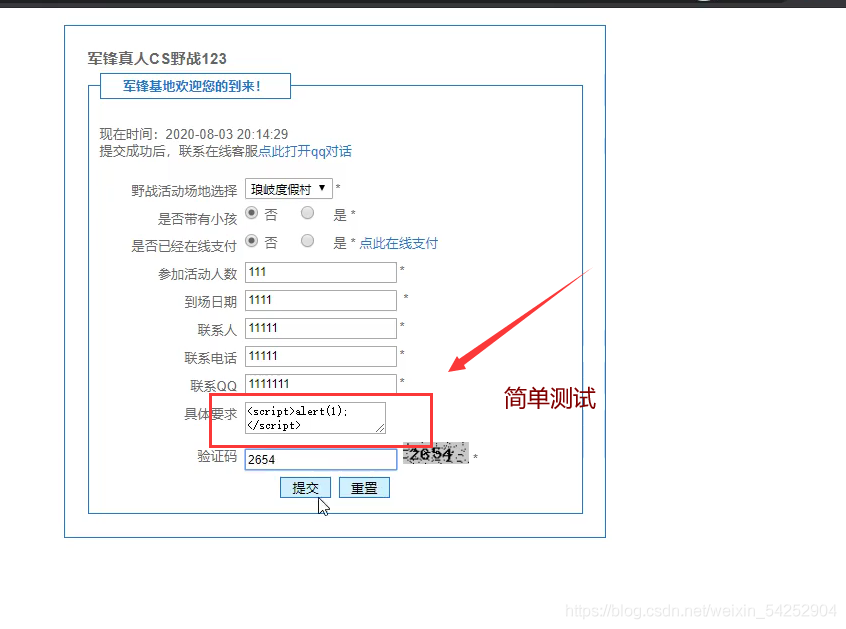 军锋真人CS野战123
军锋基地欢迎您的到来！
现在时间：2020-08-03 20:14:29
提交成功后，联系在线客服点此打开qq对话
野战活动场地选择 琅岐度假村 ▼ *
是否带有小孩 否 是 *
是否已经在线支付 否 是 * 点此在线支付
参加活动人数 111 *
到场日期 1111 *
联系人 11111 *
联系电话 11111 *
联系QQ 1111111 *
具体要求 <script>alert(1);
</script>
简单测试
验证码 2654 2654 *
提交 重置
https://blog.csdn.net/weixin_54252904